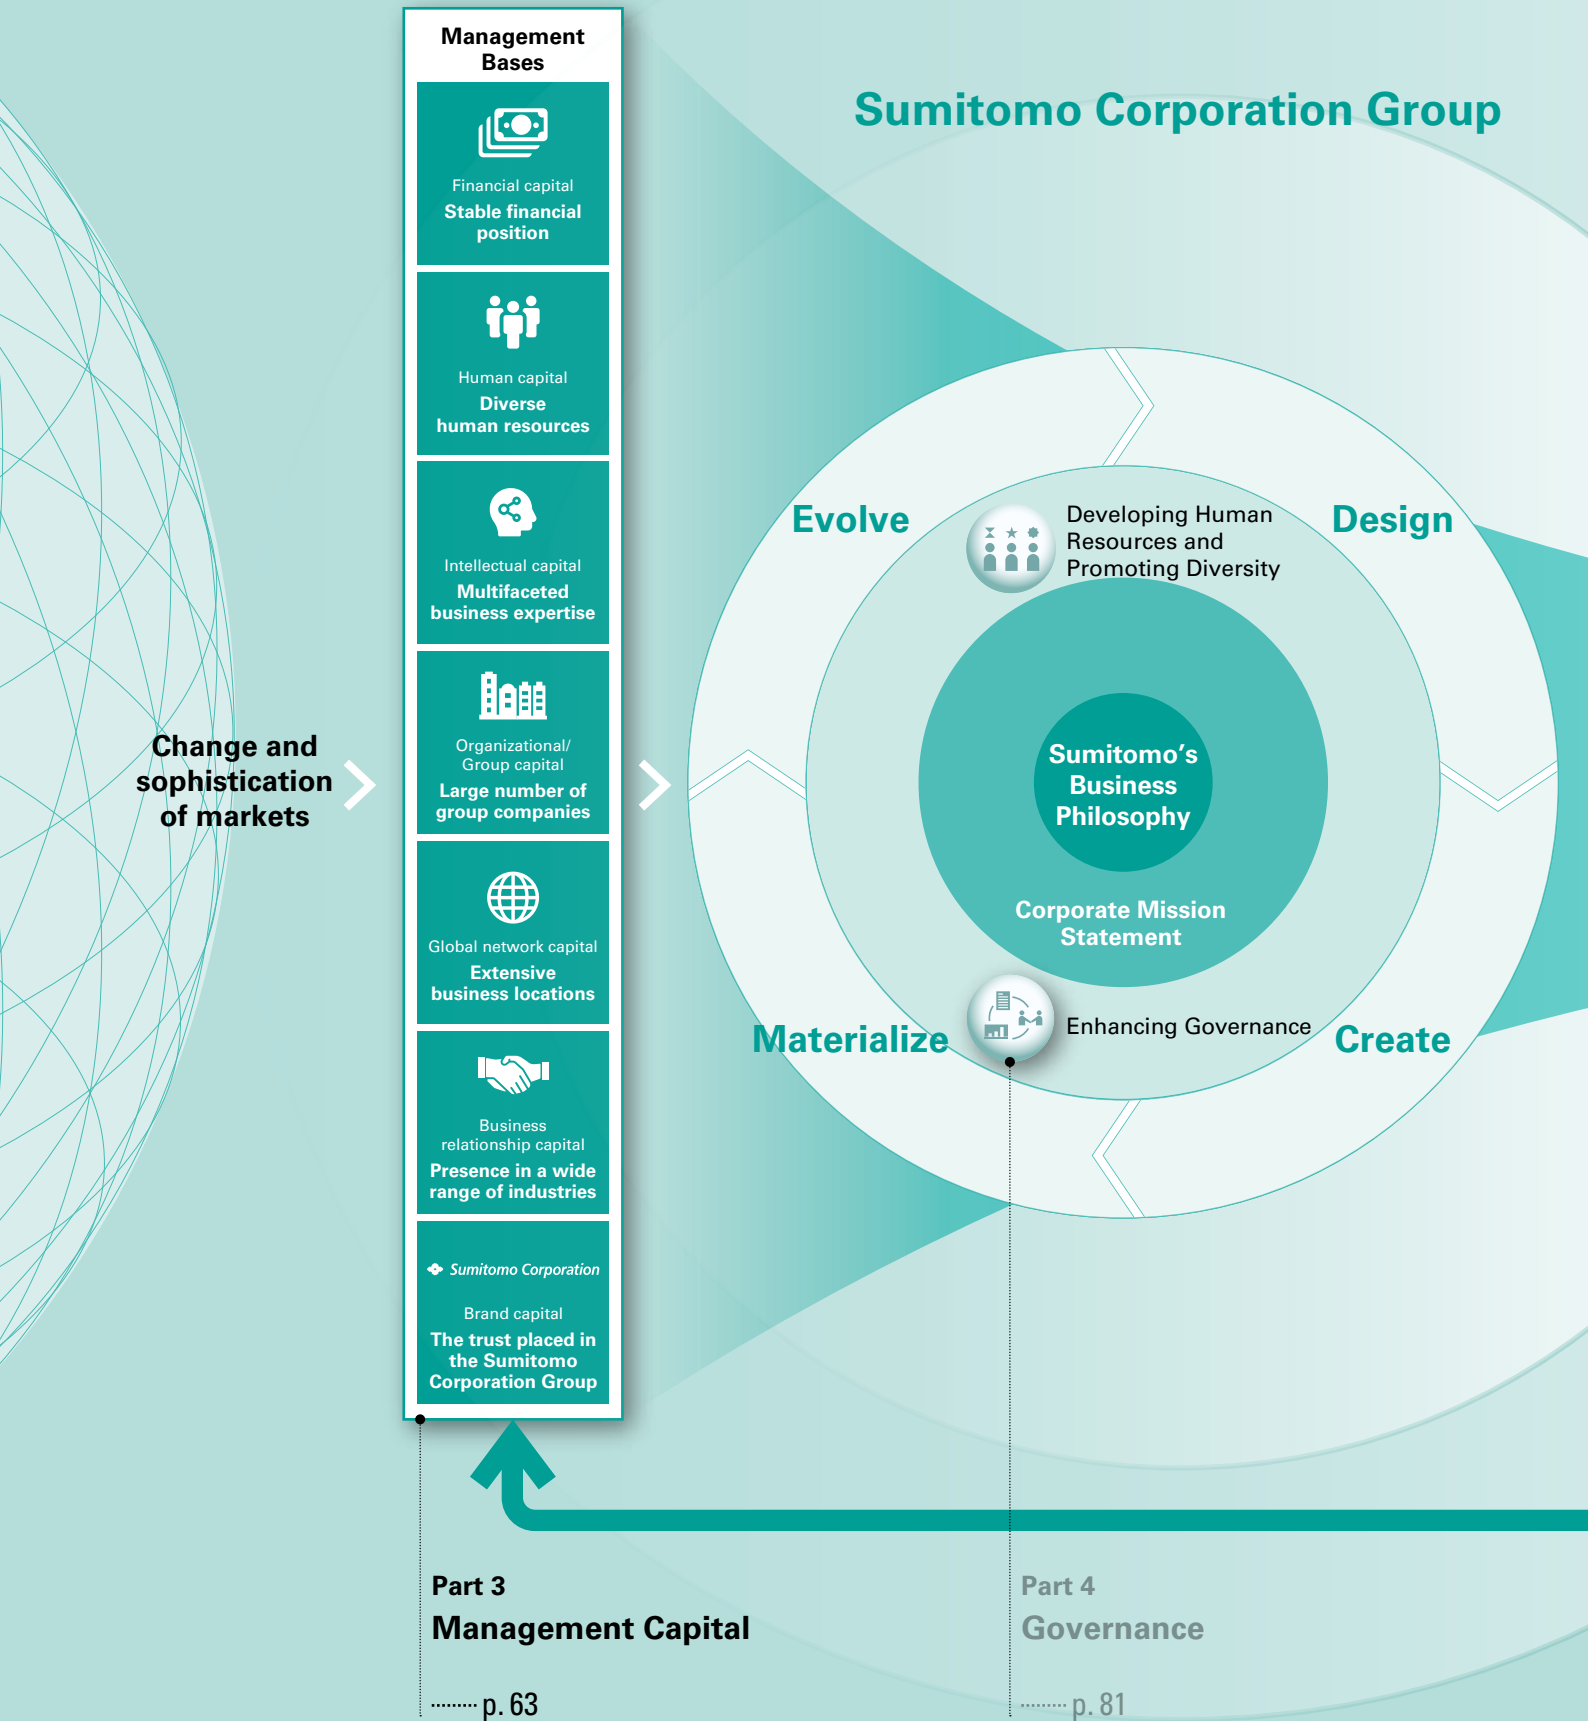 Management
Bases
Financial capital
Stable financial
position
Human capital
Diverse
human resources
Intellectual capital
Multifaceted
business expertise
Organizational/
Group capital
Large number of
group companies
Global network capital
Extensive
business locations
Business
relationship capital
Presence in a wide
range of industries
Sumitomo Corporation
Brand capital
The trust placed in
the Sumitomo
Corporation Group
Change and
sophistication
of markets
Sumitomo Corporation Group
Evolve
Design
Developing Human
Resources and
Promoting Diversity
Sumitomo’s
Business
Philosophy
Corporate Mission
Statement
Materialize
Enhancing Governance
Create
Part 3
Management Capital
p. 63
Part 4
Governance
p. 81